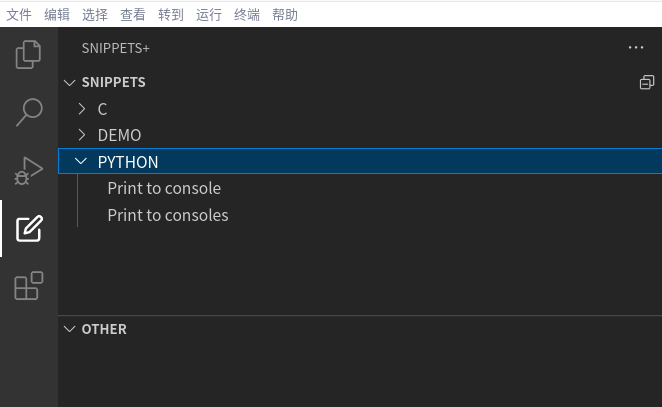 文件 编辑 选择 查看 转到 运行 终端 帮助
SNIPPETS+
SNIPPETS
C
DEMO
PYTHON
Print to console
Print to consoles
OTHER